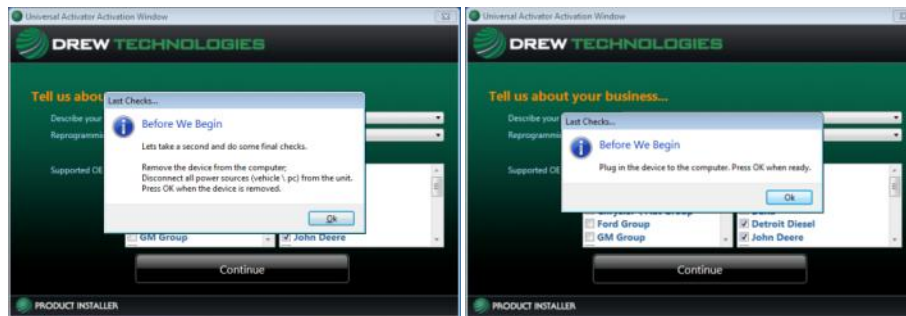 Universal Activator Activation Window
DREW TECHNOLOGIES
Tell us abou
Describe your
Reprogrammi
Supported OE
Last Checks...
Before We Begin
Lets take a second and do some final checks.
Remove the device from the computer;
Disconnect all power sources (vehicle \ pc) from the unit.
Press OK when the device is removed.
Ok
GM Group
John Deere
Continue
PRODUCT INSTALLER
Universal Activator Activation Window
DREW TECHNOLOGIES
Tell us about your business...
Describe your
Reprogrammi
Supported OE
Last Checks...
Before We Begin
Plug in the device to the computer. Press OK when ready.
Ok
Ford Group
Detroit Diesel
GM Group
John Deere
Continue
PRODUCT INSTALLER